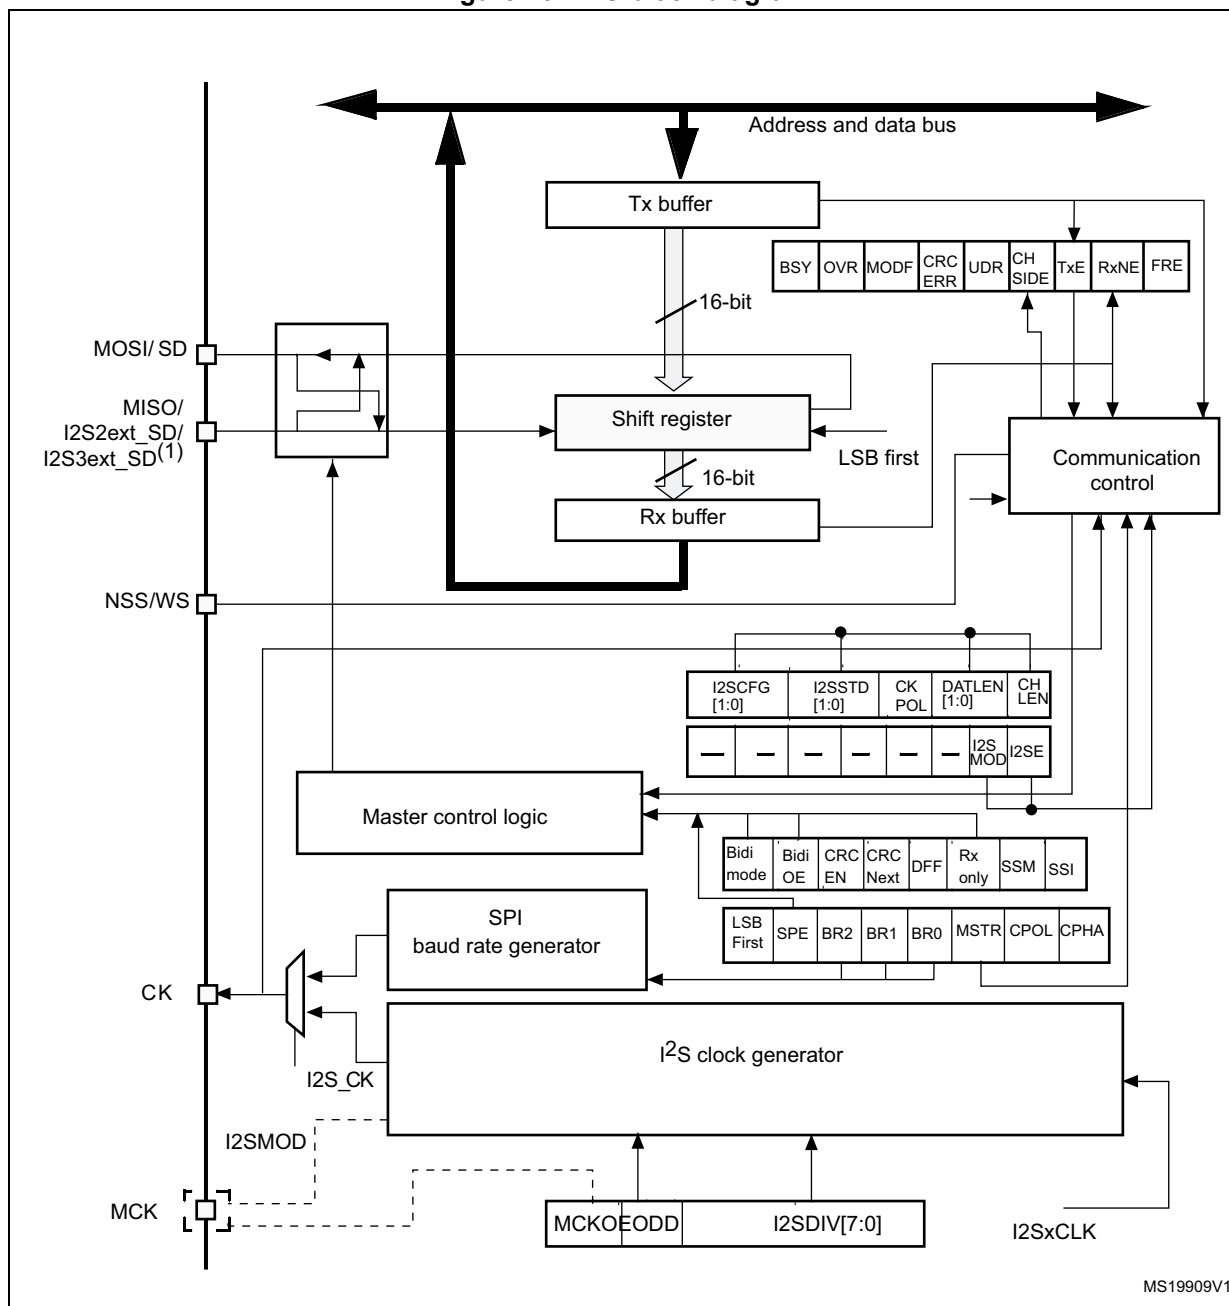 Address and data bus
Tx buffer
BSY OVR MODF CRC ERR UDR CH SIDE TxE RxNE FRE
16-bit
MOSI/ SD
MISO/
I2S2ext_SD/
I2S3ext_SD(1)
Shift register
LSB first
Communication
control
16-bit
Rx buffer
NSS/WS
I2SCFG [1:0] I2SSTD [1:0] CK POL DATLEN [1:0] CH LEN
— — — — — — I2S MOD I2SE
Master control logic
Bidi mode Bidi OE CRC EN CRC Next DFF Rx only SSM SSI
LSB First SPE BR2 BR1 BR0 MSTR CPOL CPHA
SPI
baud rate generator
CK
I2S clock generator
I2S_CK
I2SMOD
MCK
MCKOE ODD I2SDIV[7:0]
I2SxCLK
MS19909V1